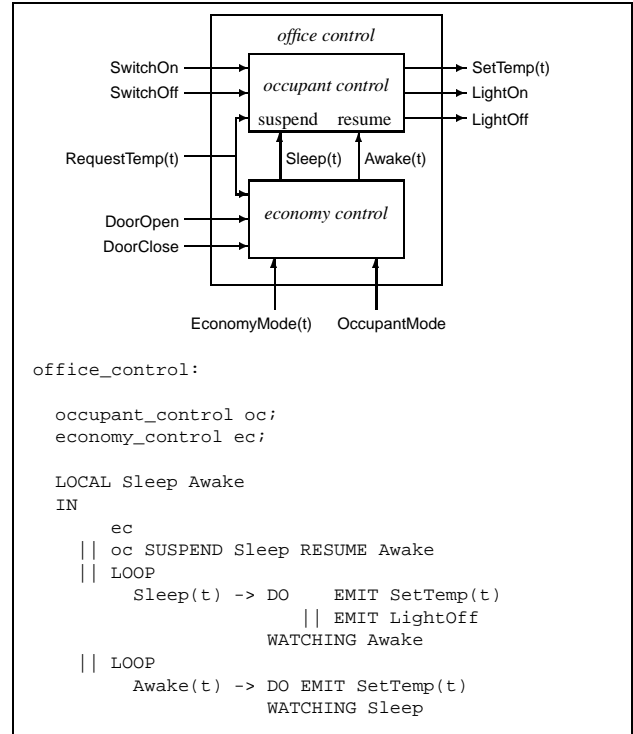 office control
SwitchOn
SwitchOff
occupant control
SetTemp(t)
LightOn
LightOff
suspend resume
RequestTemp(t)
Sleep(t) Awake(t)
economy control
DoorOpen
DoorClose
EconomyMode(t) OccupantMode
office_control:
occupant_control oc;
economy_control ec;
LOCAL Sleep Awake
IN
ec
|| oc SUSPEND Sleep RESUME Awake
|| LOOP
Sleep(t) -> DO EMIT SetTemp(t)
|| EMIT LightOff
WATCHING Awake
|| LOOP
Awake(t) -> DO EMIT SetTemp(t)
WATCHING Sleep